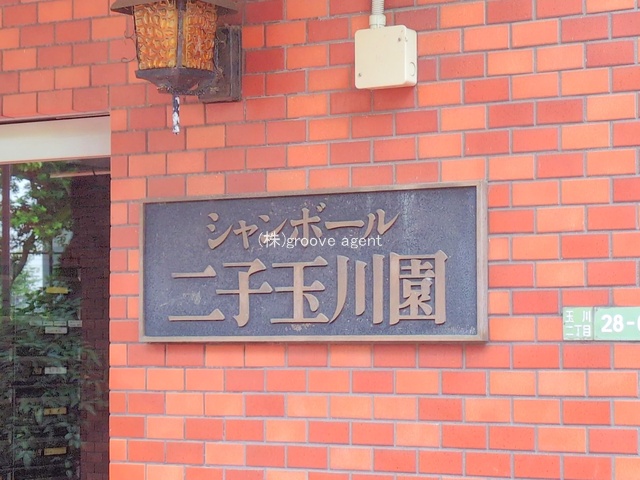 シャンボール
(株)groove agent
二子玉川園
玉川
二丁目
28-